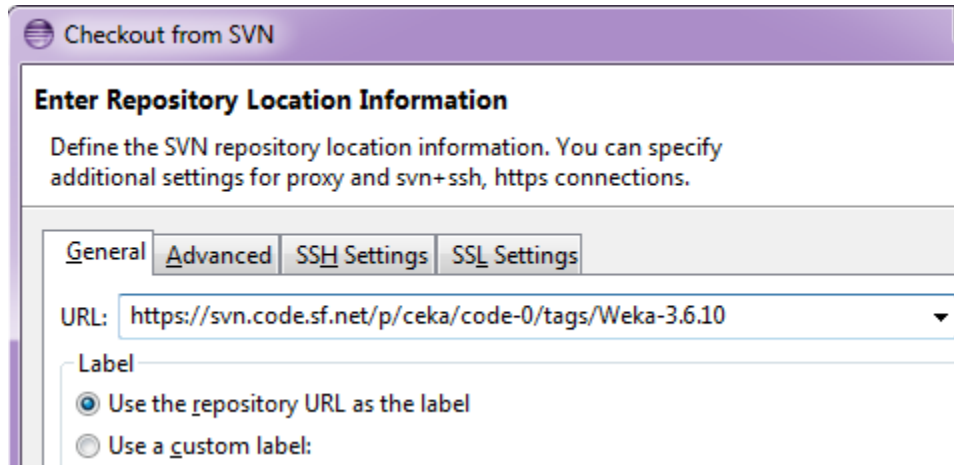 Checkout from SVN
Enter Repository Location Information
Define the SVN repository location information. You can specify
additional settings for proxy and svn+ssh, https connections.
General Advanced SSH Settings SSL Settings
URL: https://svn.code.sf.net/p/ceka/code-0/tags/Weka-3.6.10
Label
Use the repository URL as the label
Use a custom label: